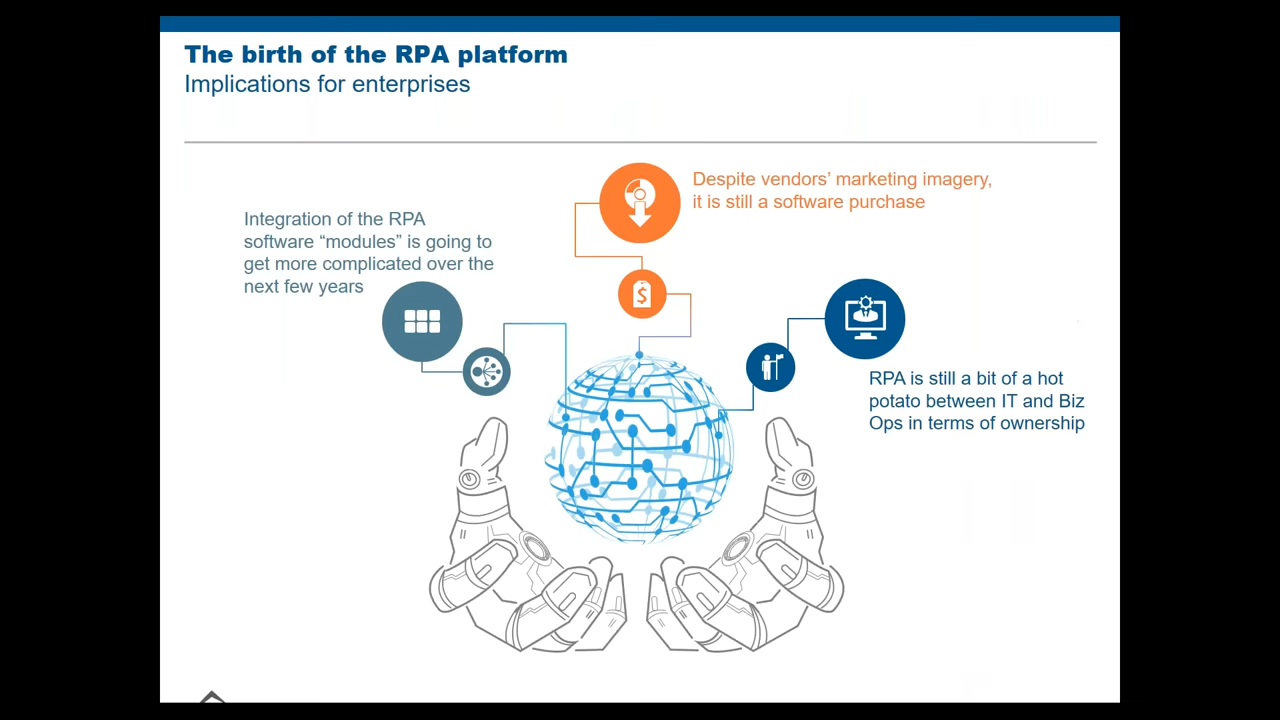 The birth of the RPA platform
Implications for enterprises
Despite vendors’ marketing imagery,
it is still a software purchase
Integration of the RPA
software “modules” is going to
get more complicated over the
next few years
$
RPA is still a bit of a hot
potato between IT and Biz
Ops in terms of ownership